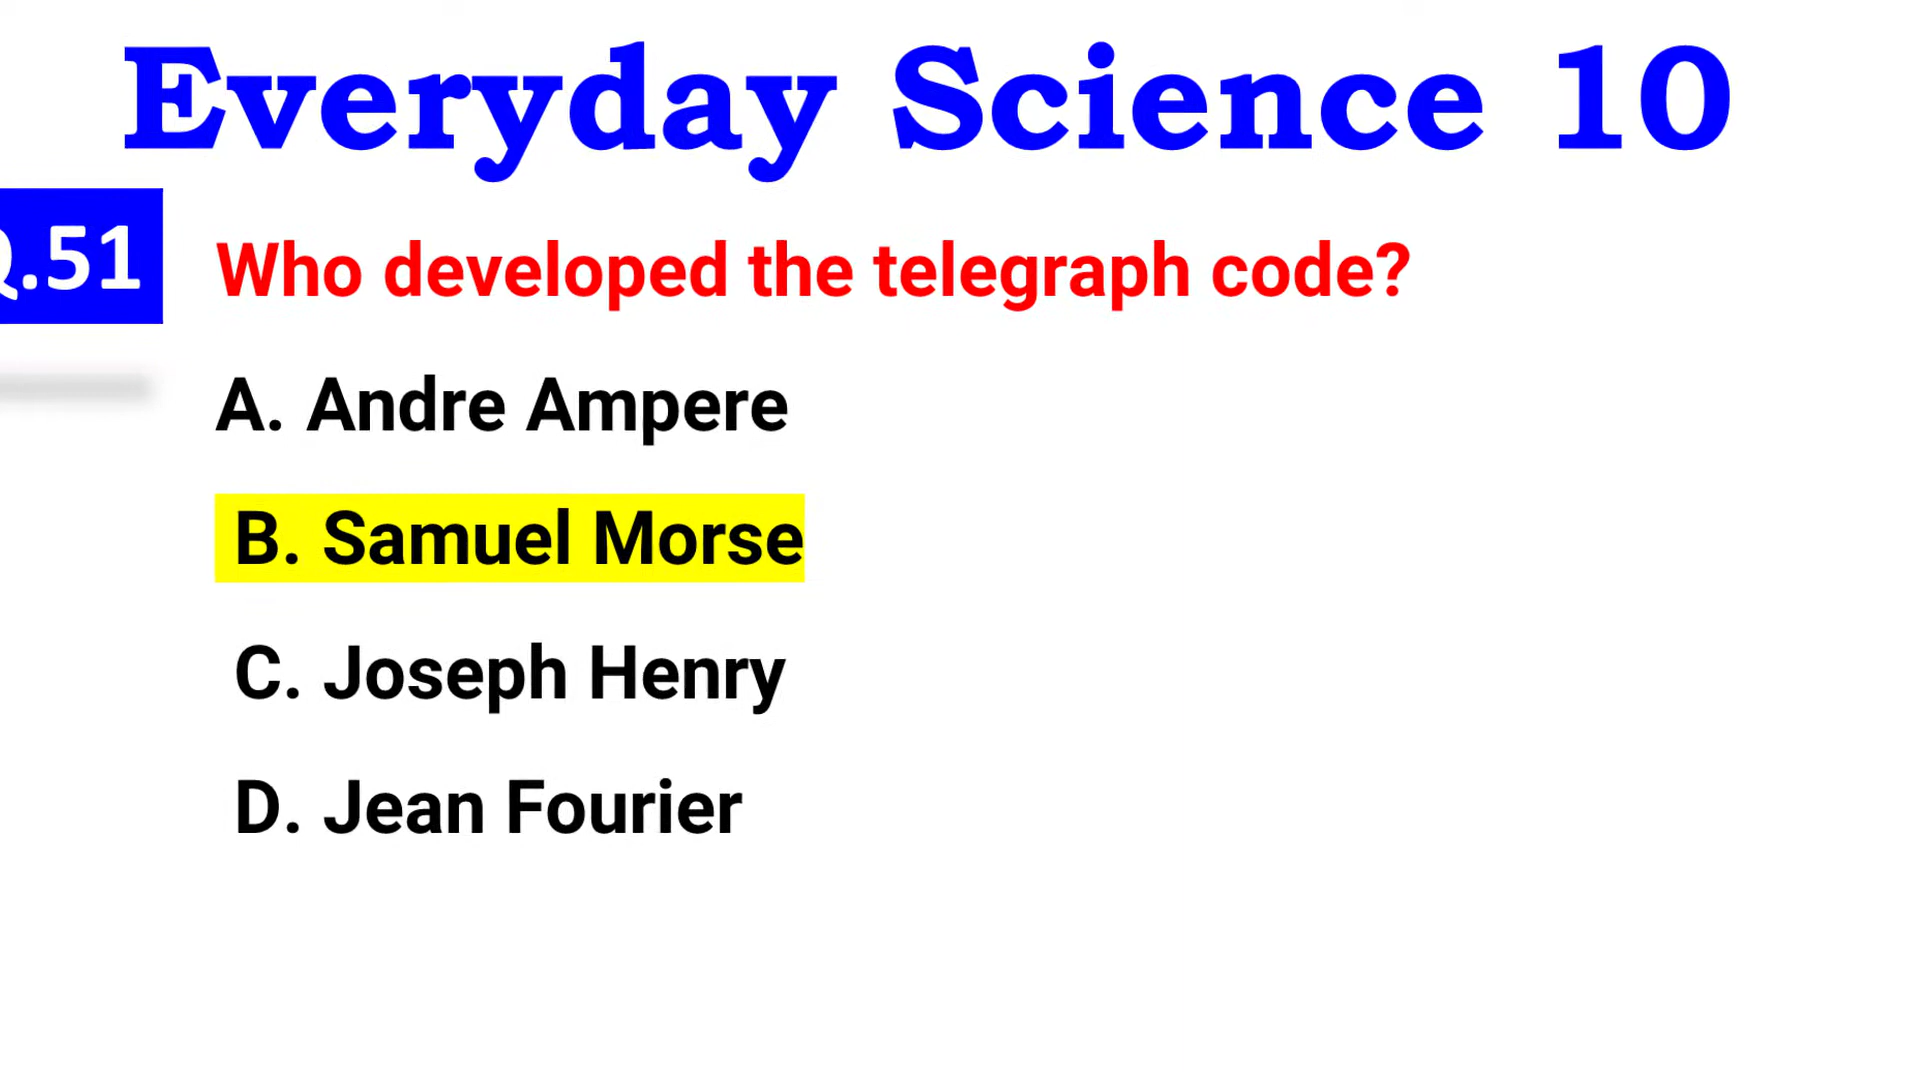 Everyday Science 10
Q.51
Who developed the telegraph code?
A. Andre Ampere
B. Samuel Morse
C. Joseph Henry
D. Jean Fourier